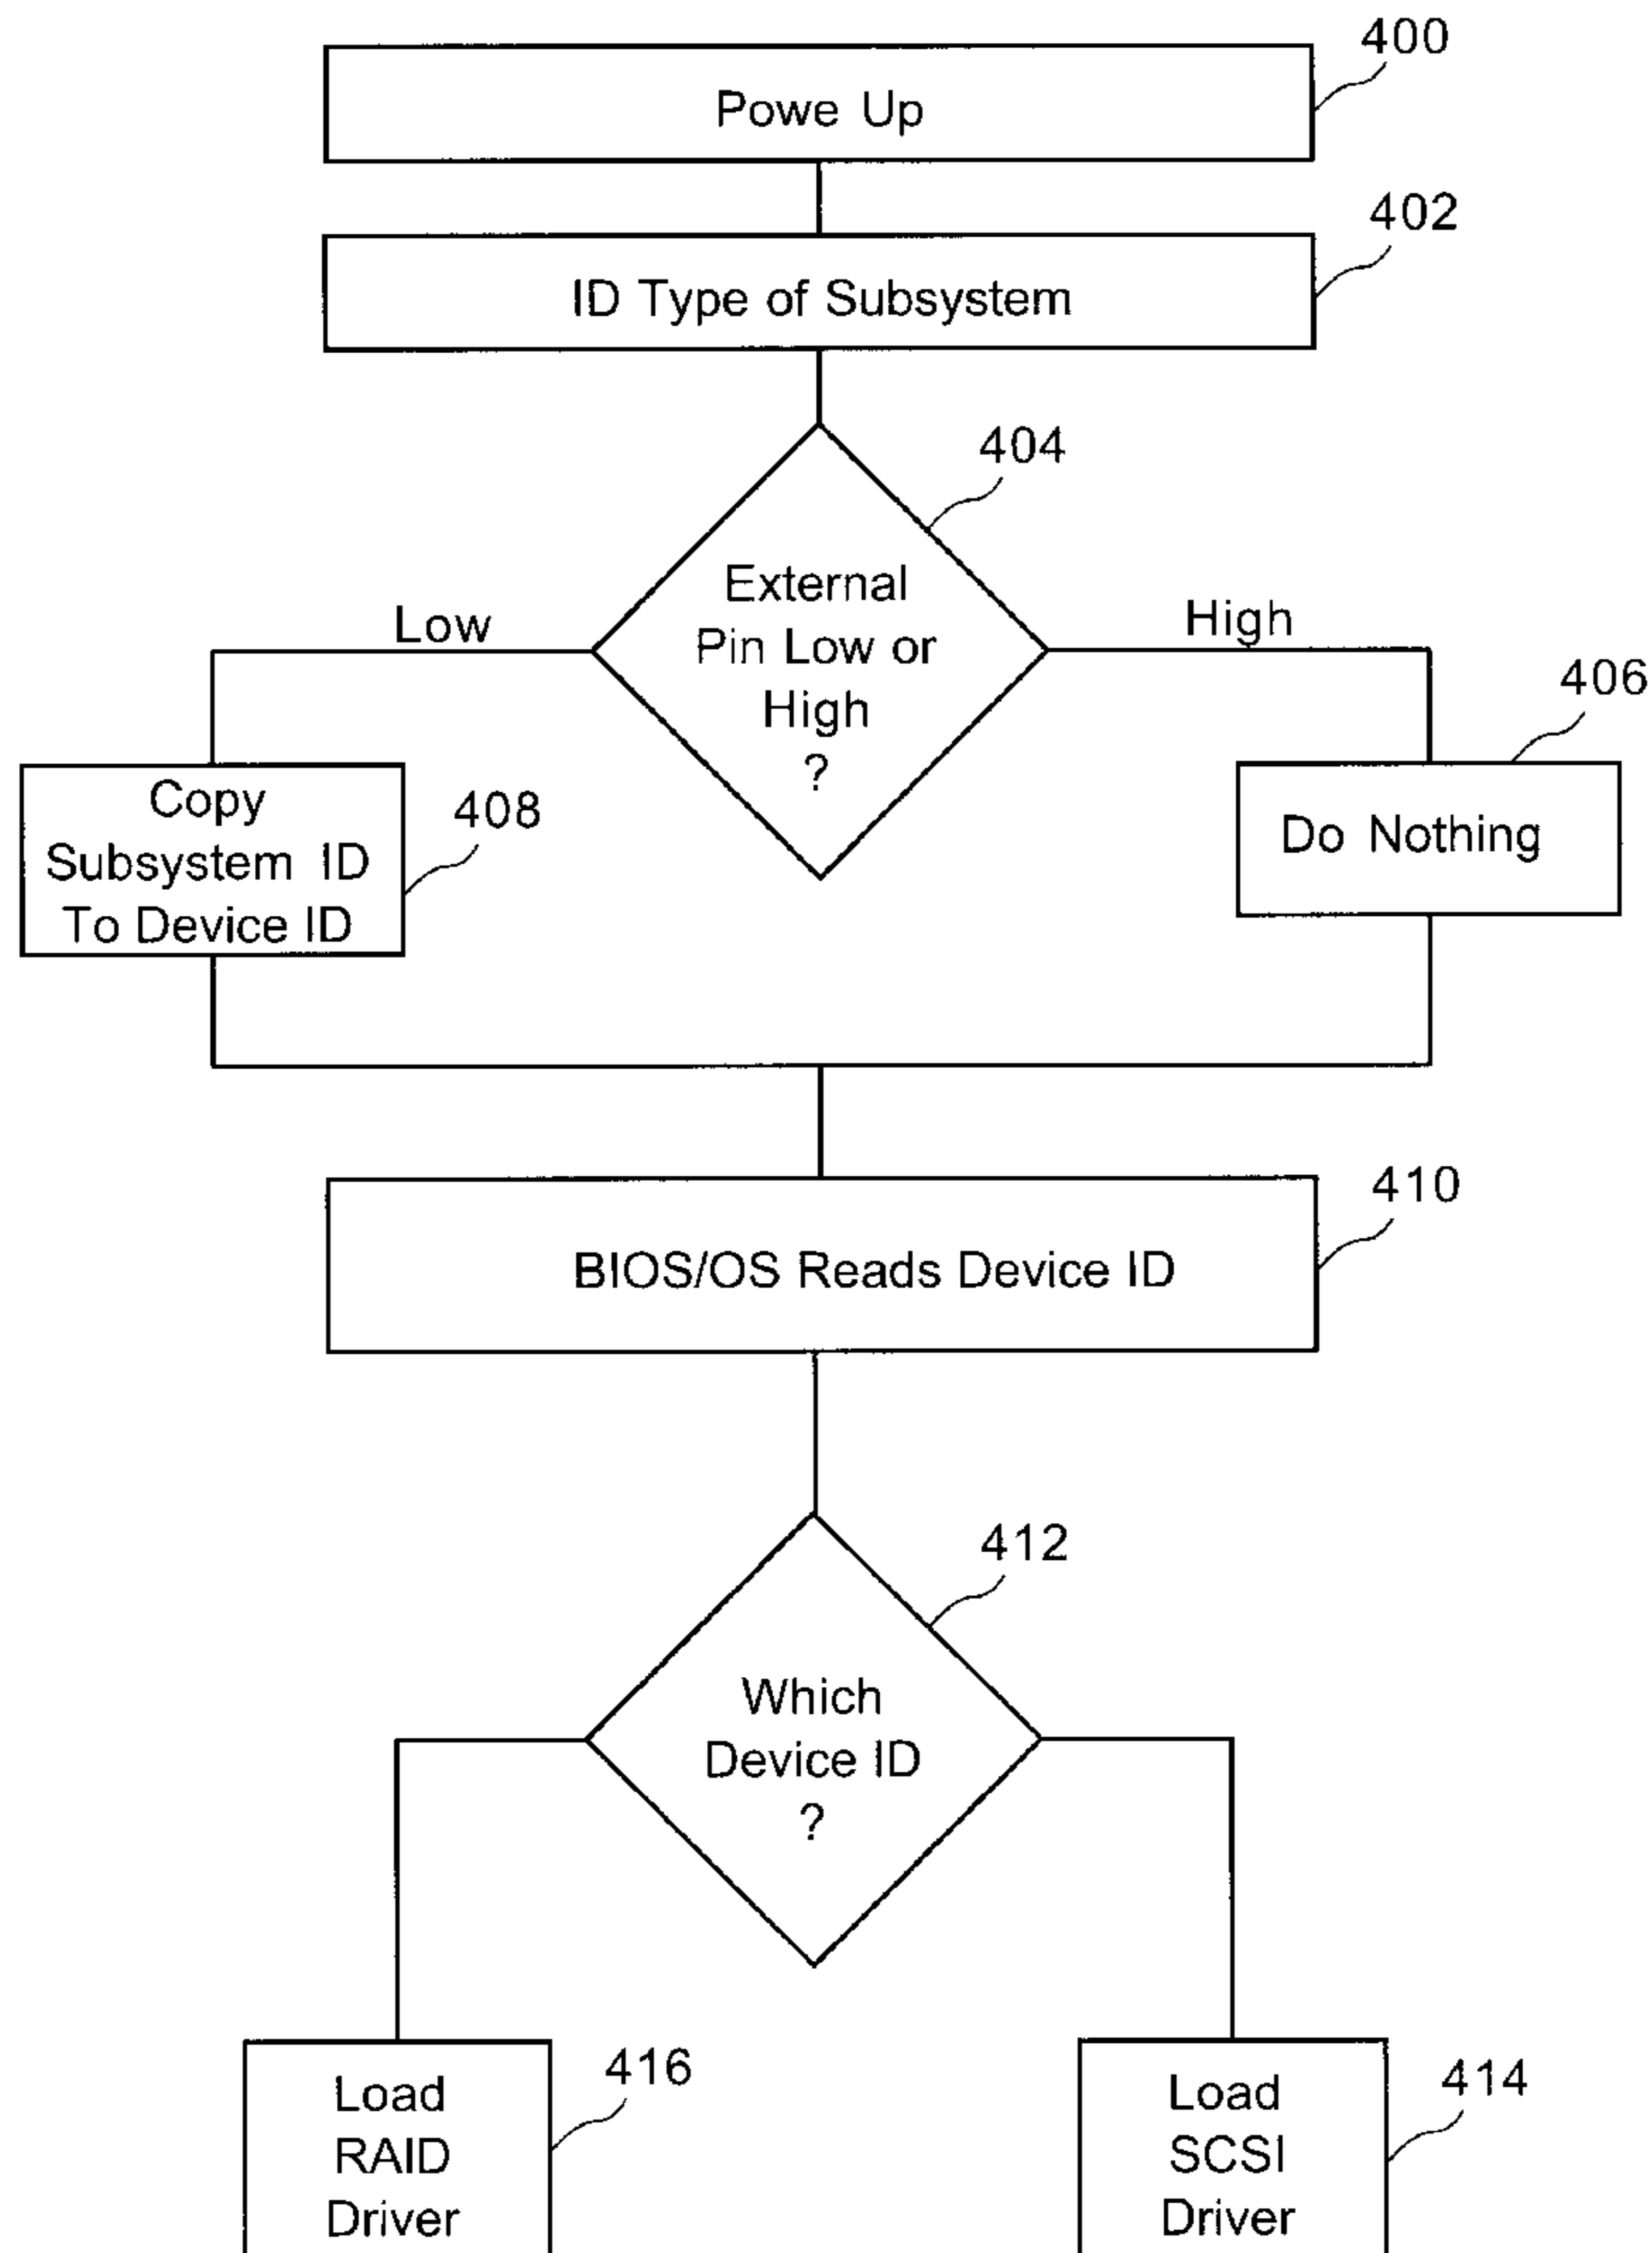 400
Powe Up
402
ID Type of Subsystem
404
External
Pin Low or
High
?
Low
High
406
Copy
Subsystem ID
To Device ID
408
Do Nothing
410
BIOS/OS Reads Device ID
412
Which
Device ID
?
416
Load
RAID
Driver
414
Load
SCSI
Driver